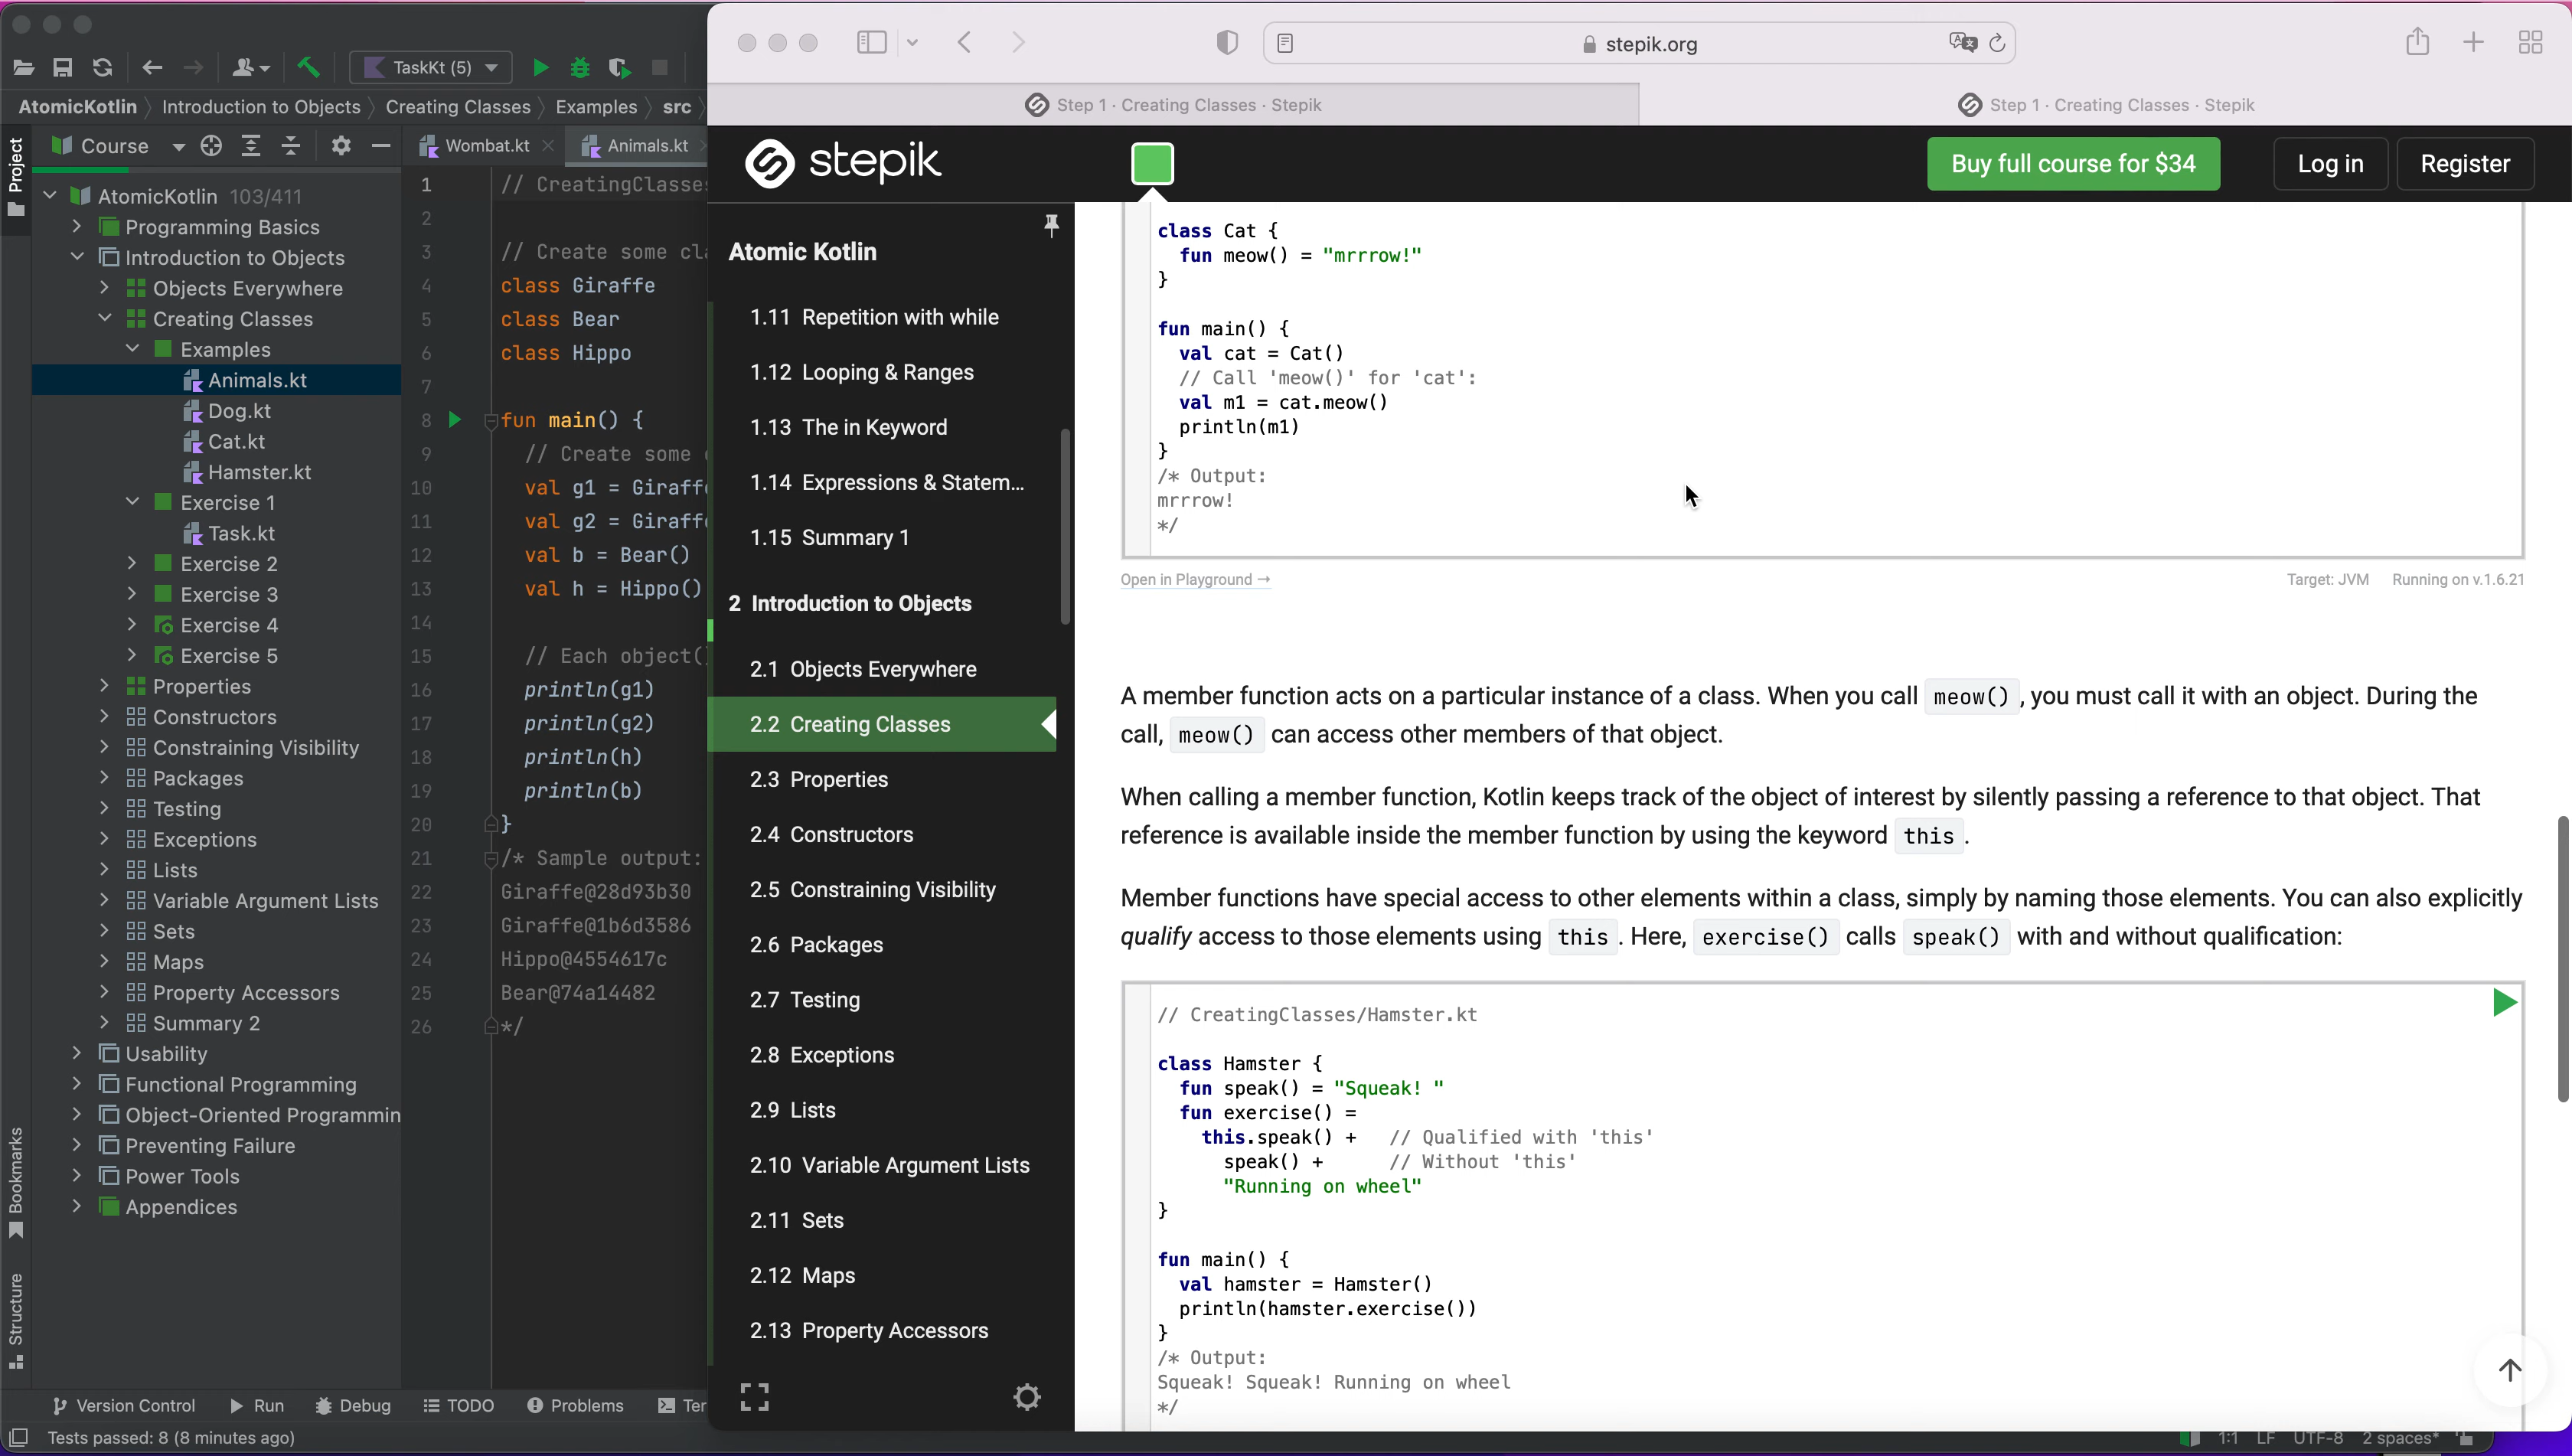 TaskKt (5)
AtomicKotlin
Introduction to Objects
Creating Classes
Examples
src
Project
Course
Wombat.kt
Animals.kt
AtomicKotlin 103/411
Programming Basics
Introduction to Objects
Objects Everywhere
Creating Classes
Examples
Animals.kt
Dog.kt
Cat.kt
Hamster.kt
Exercise 1
Task.kt
Exercise 2
Exercise 3
Exercise 4
Exercise 5
Properties
Constructors
Constraining Visibility
Packages
Testing
Exceptions
Lists
Variable Argument Lists
Sets
Maps
Property Accessors
Summary 2
Usability
Functional Programming
Object-Oriented Programmin
Preventing Failure
Power Tools
Appendices
Bookmarks
Structure
1 // CreatingClasses
2
3 // Create some cl
4 class Giraffe
5 class Bear
6 class Hippo
7
8 fun main() {
9 // Create some
10 val g1 = Giraff
11 val g2 = Giraff
12 val b = Bear()
13 val h = Hippo()
14
15 // Each object(
16 println(g1)
17 println(g2)
18 println(h)
19 println(b)
20 }
21 /* Sample output:
22 Giraffe@28d93b30
23 Giraffe@1b6d3586
24 Hippo@4554617c
25 Bear@74a14482
26 */
Version Control
Run
Debug
TODO
Problems
Ter
Tests passed: 8 (8 minutes ago)
1:1 LF UTF-8 2 spaces*
stepik.org
Step 1 · Creating Classes · Stepik
Step 1 · Creating Classes · Stepik
stepik
Buy full course for $34
Log in
Register
Atomic Kotlin
1.11 Repetition with while
1.12 Looping & Ranges
1.13 The in Keyword
1.14 Expressions & Statem...
1.15 Summary 1
2 Introduction to Objects
2.1 Objects Everywhere
2.2 Creating Classes
2.3 Properties
2.4 Constructors
2.5 Constraining Visibility
2.6 Packages
2.7 Testing
2.8 Exceptions
2.9 Lists
2.10 Variable Argument Lists
2.11 Sets
2.12 Maps
2.13 Property Accessors
class Cat {
fun meow() = "mrrrow!"
}
fun main() {
val cat = Cat()
// Call 'meow()' for 'cat':
val m1 = cat.meow()
println(m1)
}
/* Output:
mrrrow!
*/
Open in Playground →
Target: JVM Running on v.1.6.21
A member function acts on a particular instance of a class. When you call meow() , you must call it with an object. During the
call, meow() can access other members of that object.
When calling a member function, Kotlin keeps track of the object of interest by silently passing a reference to that object. That
reference is available inside the member function by using the keyword this .
Member functions have special access to other elements within a class, simply by naming those elements. You can also explicitly
qualify access to those elements using this . Here, exercise() calls speak() with and without qualification:
// CreatingClasses/Hamster.kt
class Hamster {
fun speak() = "Squeak! "
fun exercise() =
this.speak() + // Qualified with 'this'
speak() + // Without 'this'
"Running on wheel"
}
fun main() {
val hamster = Hamster()
println(hamster.exercise())
}
/* Output:
Squeak! Squeak! Running on wheel
*/